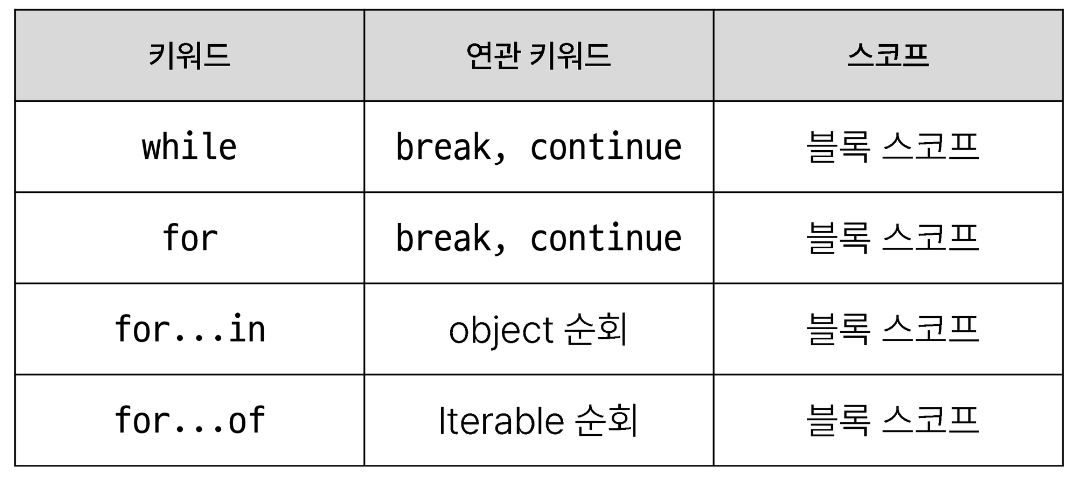 키워드 연관 키워드 스코프
while break, continue 블록 스코프
for break, continue 블록 스코프
for...in object 순회 블록 스코프
for...of Iterable 순회 블록 스코프